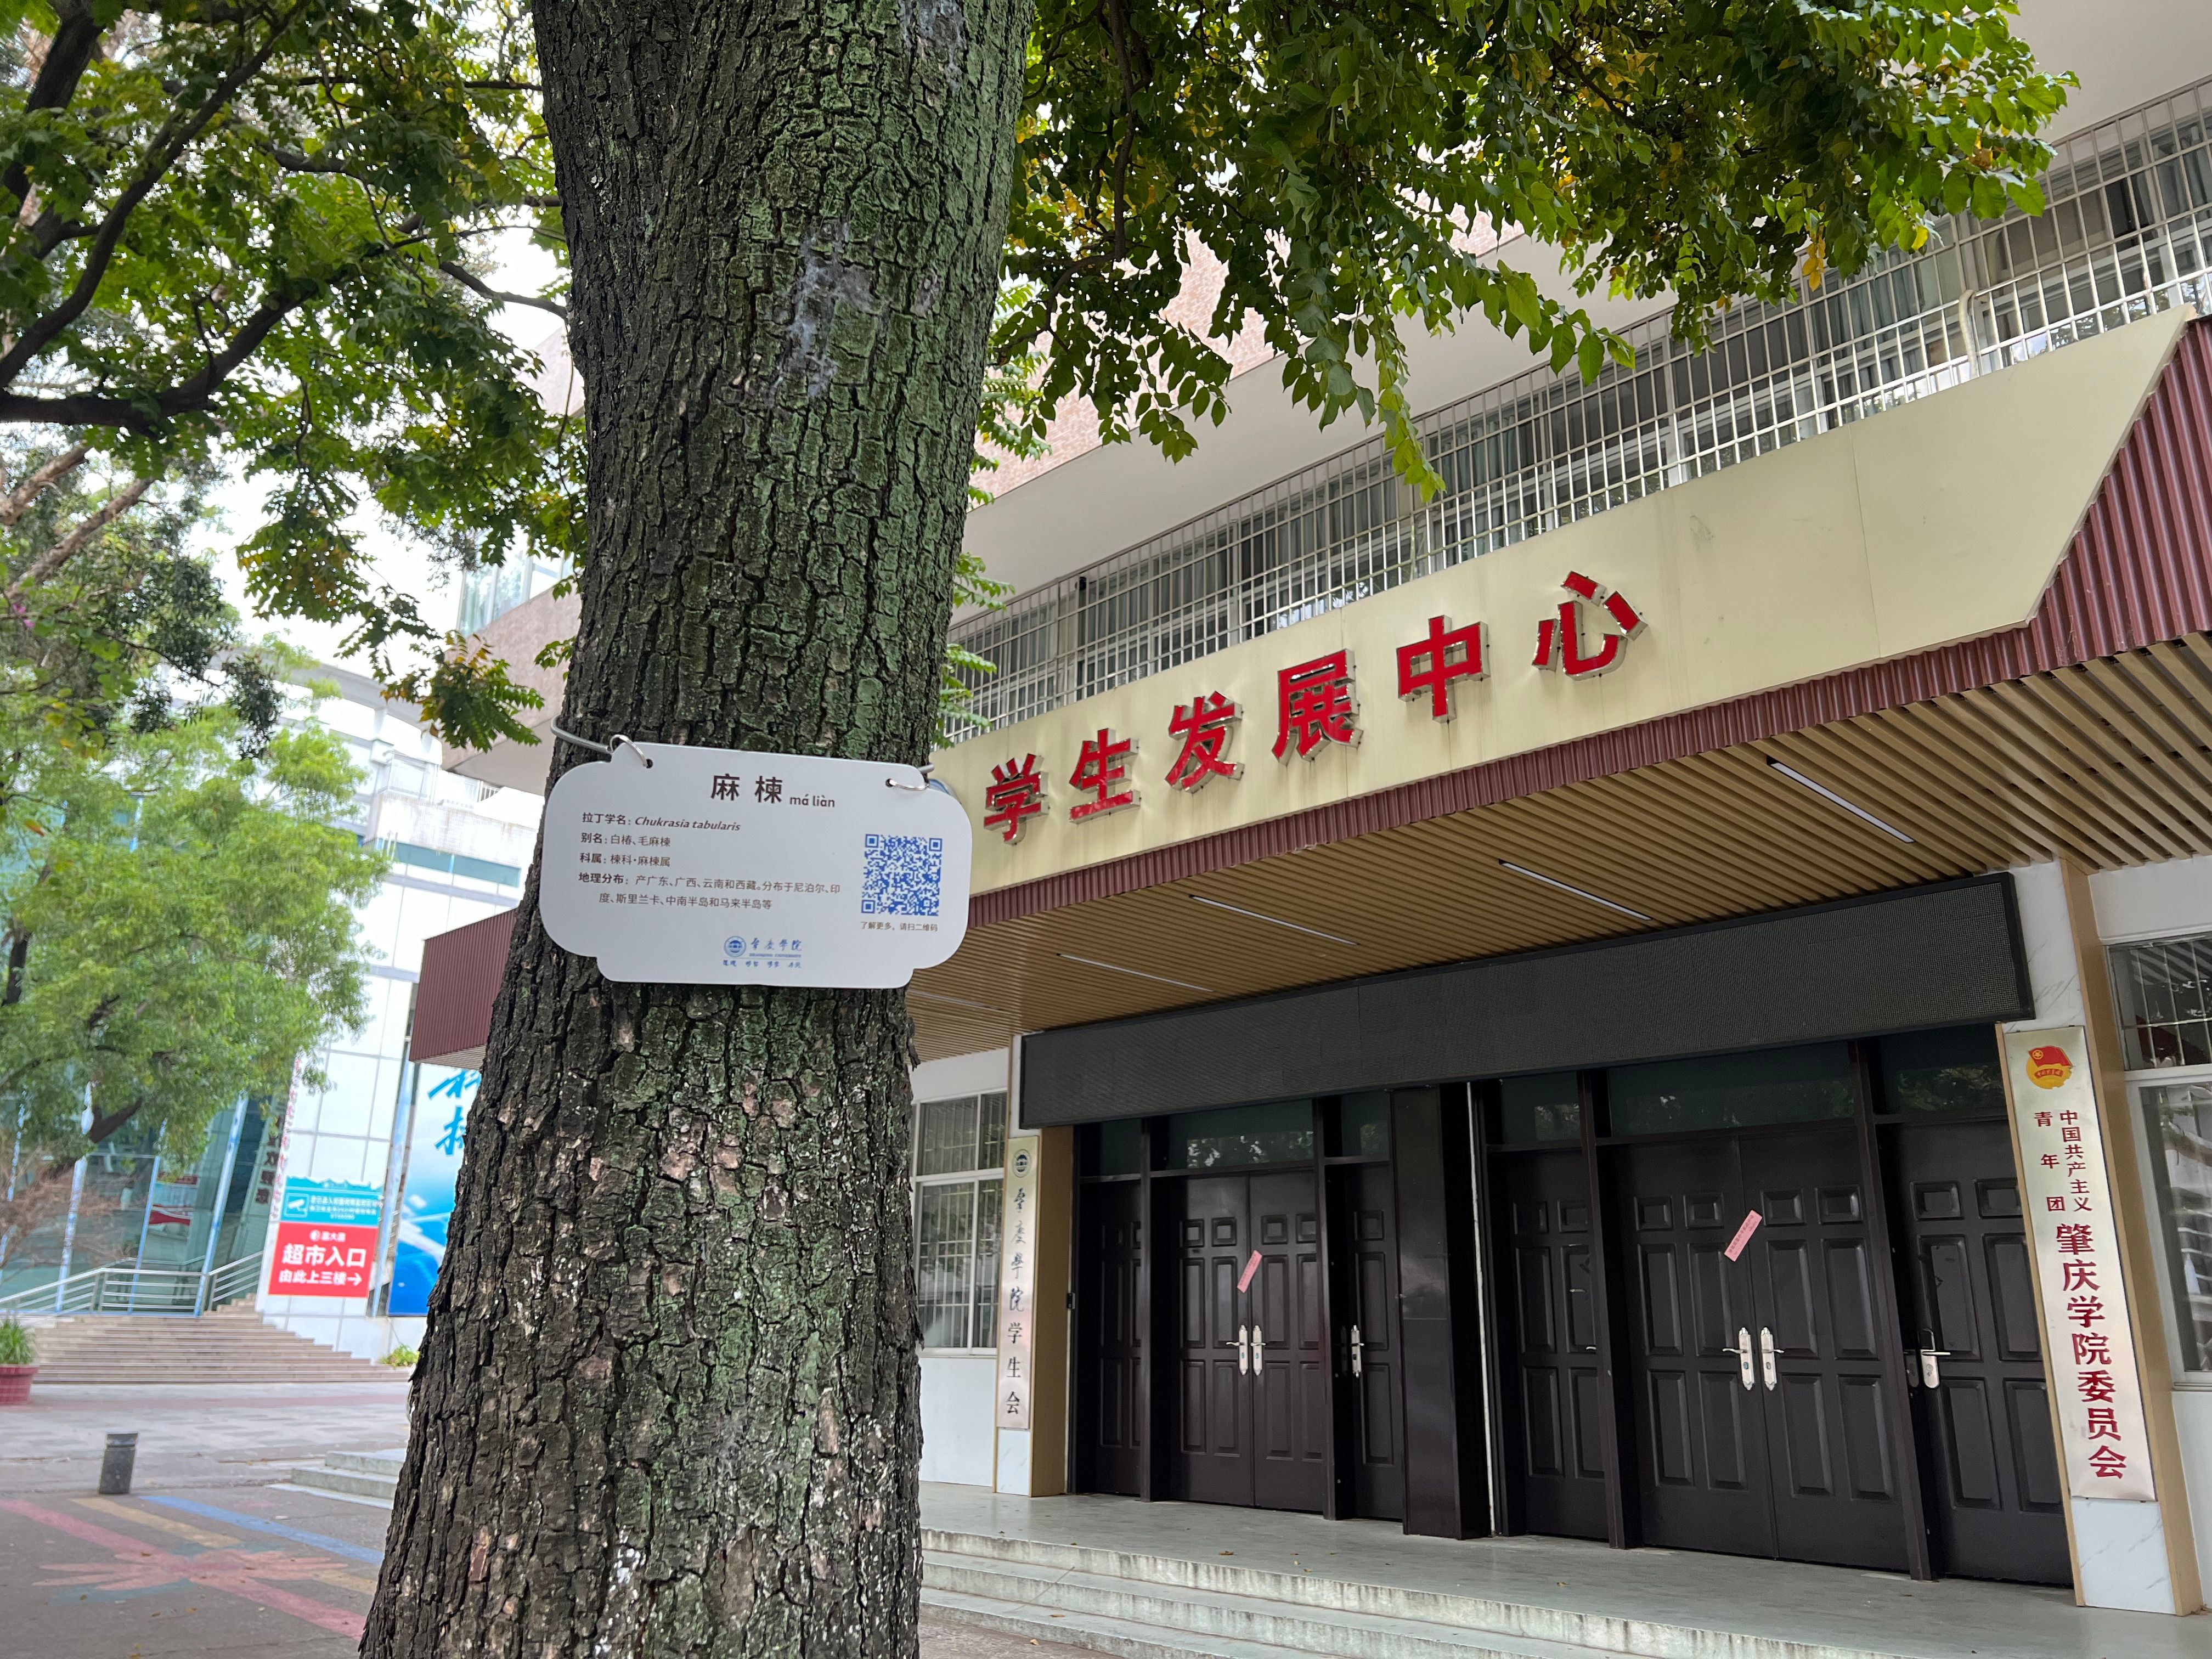 麻楝 má liàn
拉丁学名：Chukrasia tabularis
别名：白椿、毛麻楝
科属：楝科·麻楝属
地理分布：产广东、广西、云南和西藏。分布于尼泊尔、印
度、斯里兰卡、中南半岛和马来半岛等
了解更多，请扫二维码
肇庆學院
学生发展中心
肇庆學院学生会
中国共产主义
青年团
肇庆学院委员会
超市入口
由此上三楼→